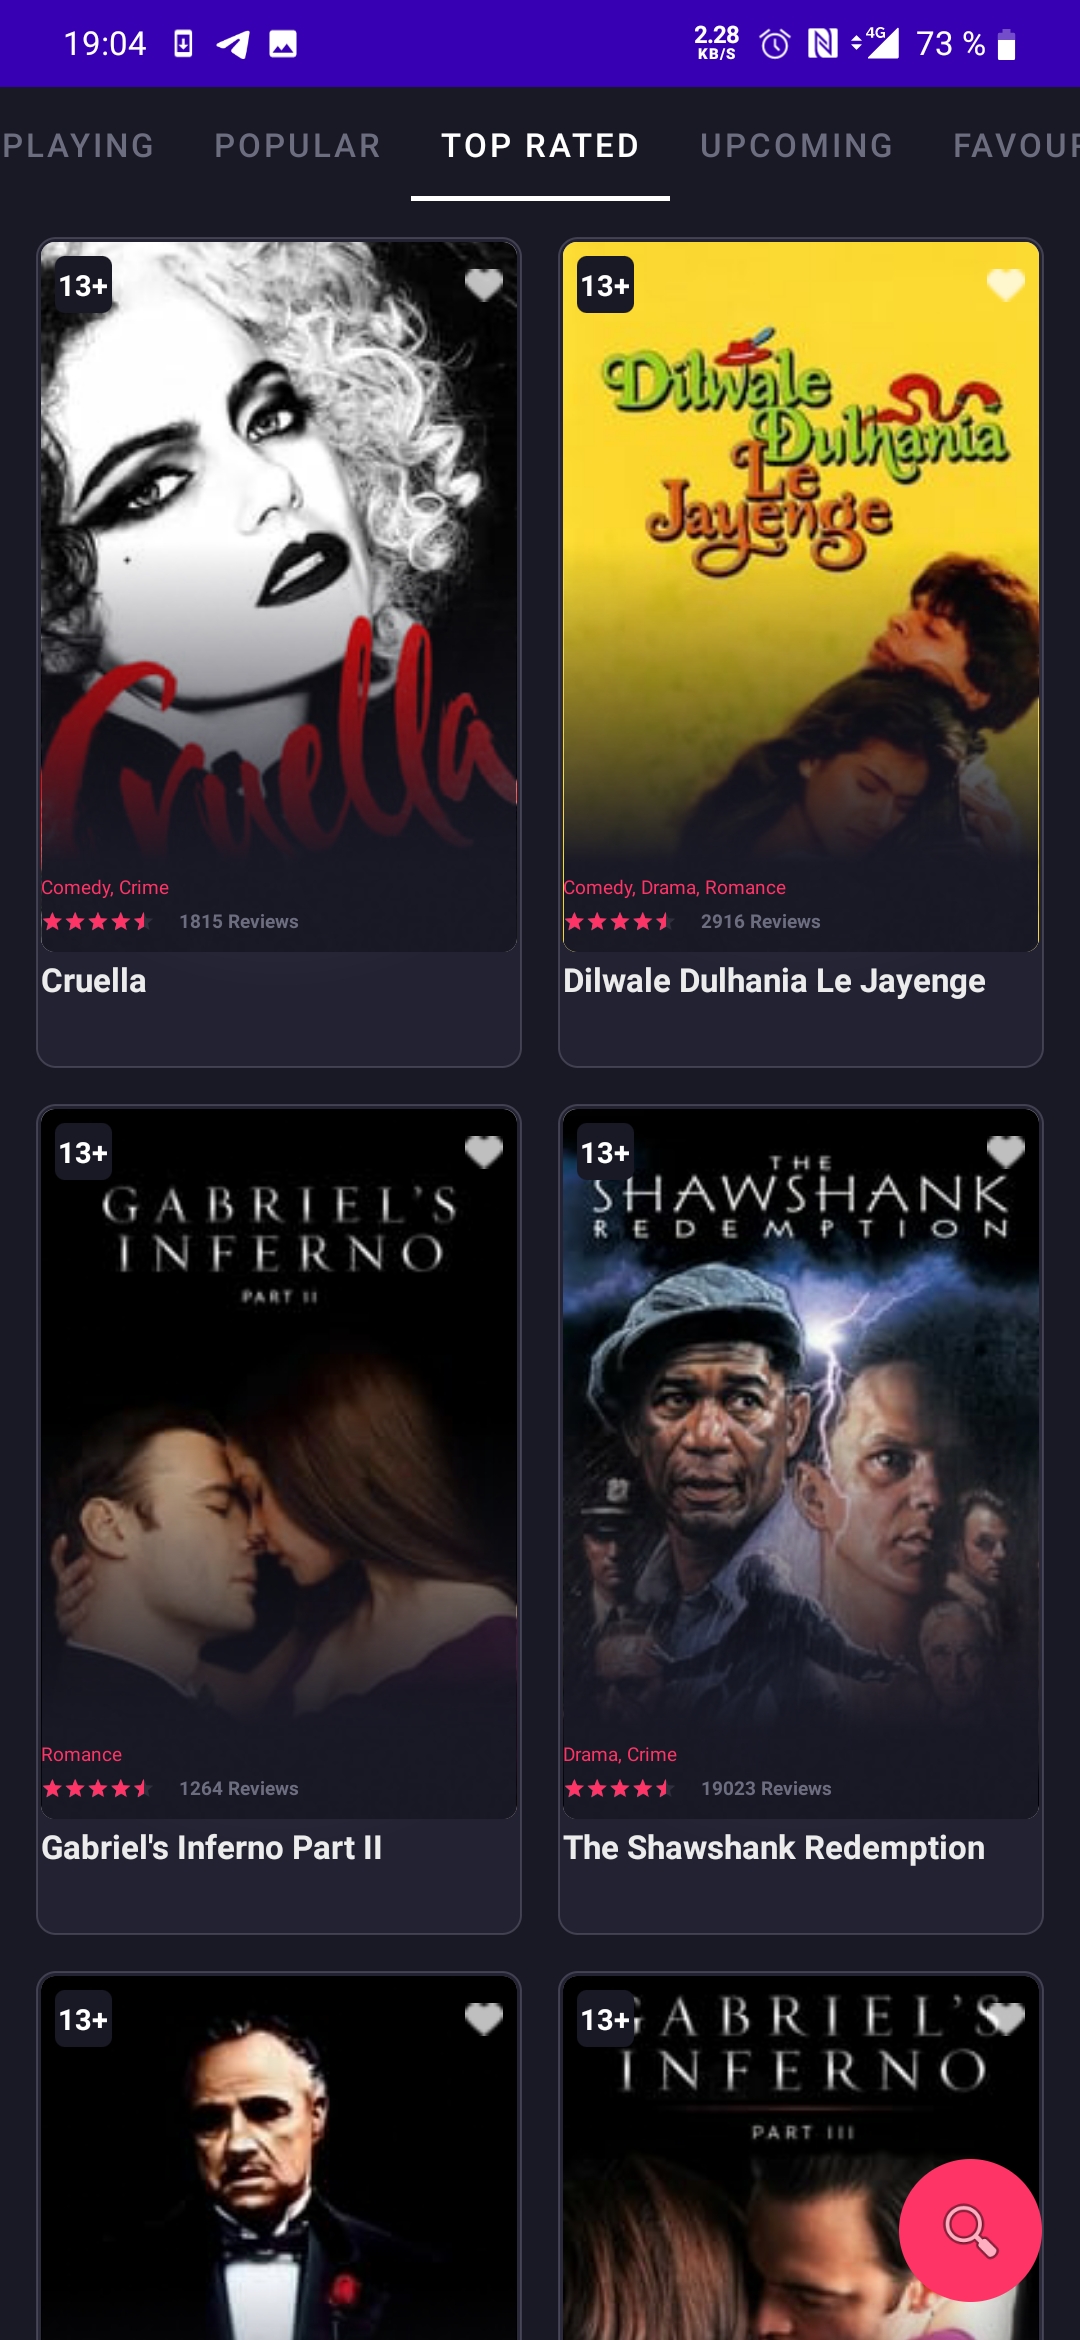 19:04
2.28
KB/S
4G
73 %
PLAYING
POPULAR
TOP RATED
UPCOMING
FAVOUR
13+
Cruella
Comedy, Crime
1815 Reviews
Cruella
13+
Dilwale
Dulhania
Le
Jayenge
Comedy, Drama, Romance
2916 Reviews
Dilwale Dulhania Le Jayenge
13+
GABRIEL'S
INFERNO
PART II
Romance
1264 Reviews
Gabriel's Inferno Part II
13+
THE
SHAWSHANK
REDEMPTION
Drama, Crime
19023 Reviews
The Shawshank Redemption
13+
13+
GABRIEL'S
INFERNO
PART III